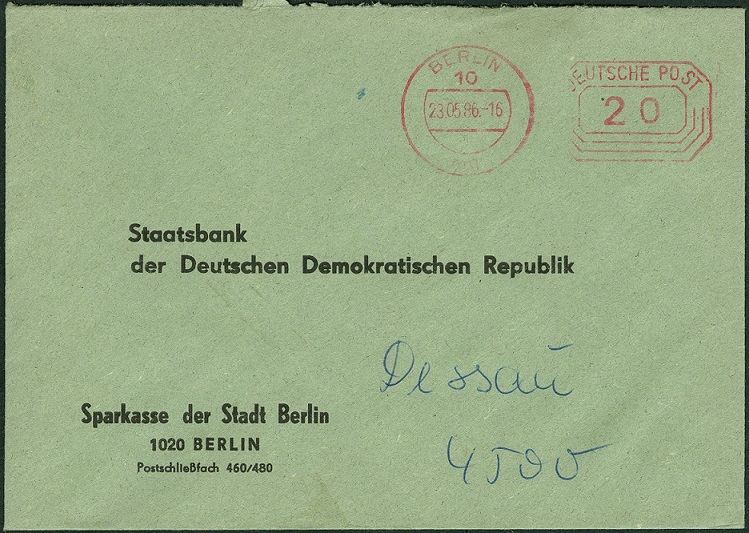 BERLIN
10
23.05.86.-16
DEUTSCHE POST
20
Staatsbank
der Deutschen Demokratischen Republik
Dessau
4500
Sparkasse der Stadt Berlin
1020 BERLIN
Postschließfach 460/480